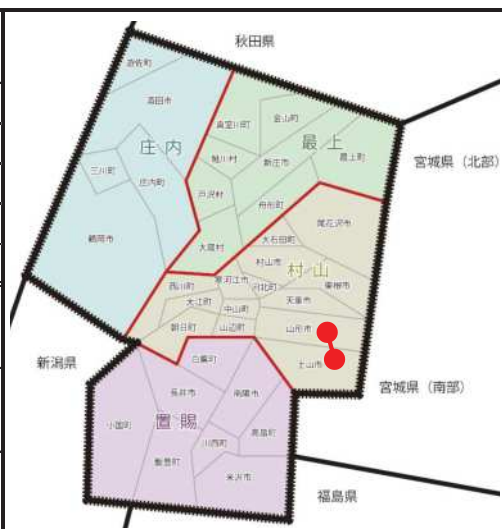 秋田県
遊佐町
酒田市
金山町
真室川町
最上
庄内
鮭川村
新庄市
最上町
宮城県（北部）
三川町
庄内町
戸沢村
舟形町
尾花沢市
鶴岡市
大蔵村
大石田町
村山市
西川町
寒河江市
村山
河北町
東根市
大江町
中山町
天童市
朝日町
山辺町
山形市
新潟県
白鷹町
上山市
宮城県（南部）
長井市
南陽市
小国町
置賜
高畠町
川西町
飯豊町
米沢市
福島県